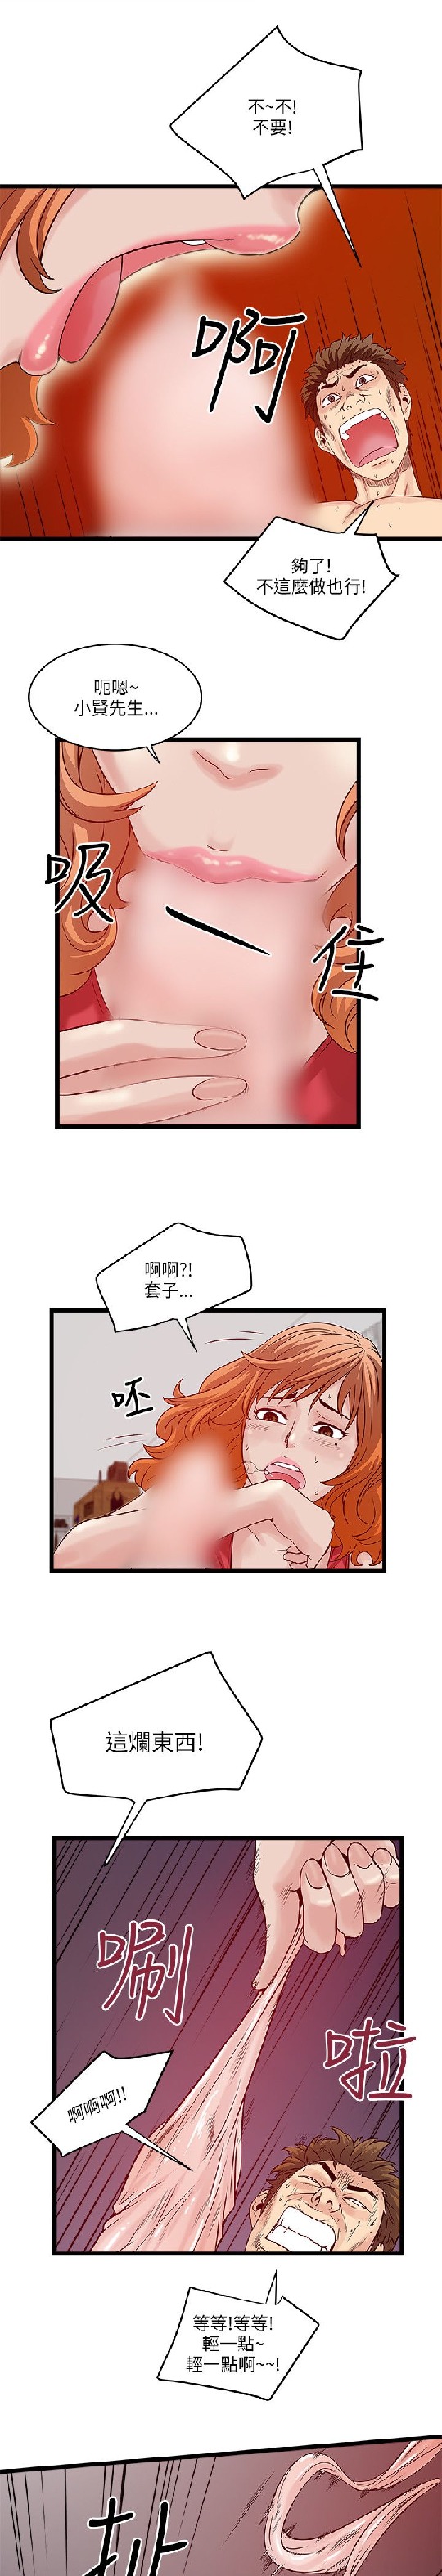 不~不!
不要!
啊
夠了!
不這麼做也行!
呃嗯~
小賢先生...
吸
住
啊啊?!
套子...
呸
這爛東西!
唰
啦
啊啊啊!!
等等!等等!
輕一點~
輕一點啊~~!
扯